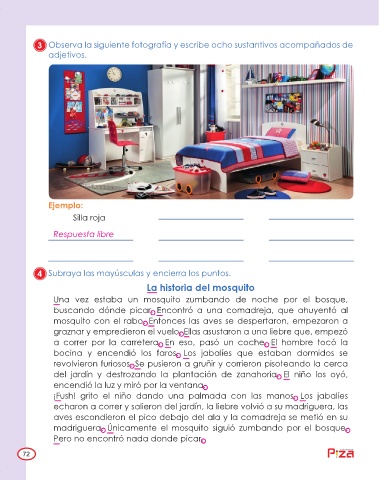 3 Observa la siguiente fotografía y escribe ocho sustantivos acompañados de
adjetivos.
Ejemplo:
Silla roja
Respuesta libre
4 Subraya las mayúsculas y encierra los puntos.
La historia del mosquito
Una vez estaba un mosquito zumbando de noche por el bosque,
buscando dónde picar. Encontró a una comadreja, que ahuyentó al
mosquito con el rabo. Entonces las aves se despertaron, empezaron a
graznar y empredieron el vuelo. Ellas asustaron a una liebre que, empezó
a correr por la carretera. En eso, pasó un coche. El hombre tocó la
bocina y encendió los faros. Los jabalíes que estaban dormidos se
revolvieron furiosos. Se pusieron a gruñir y corrieron pisoteando la cerca
del jardín y destrozando la plantación de zanahoria. El niño los oyó,
encendió la luz y miró por la ventana.
¡Fush! grito el niño dando una palmada con las manos. Los jabalíes
echaron a correr y salieron del jardín, la liebre volvió a su madriguera, las
aves escondieron el pico debajo del ala y la comadreja se metió en su
madriguera. Únicamente el mosquito siguió zumbando por el bosque.
Pero no encontró nada donde picar.
72
Piza